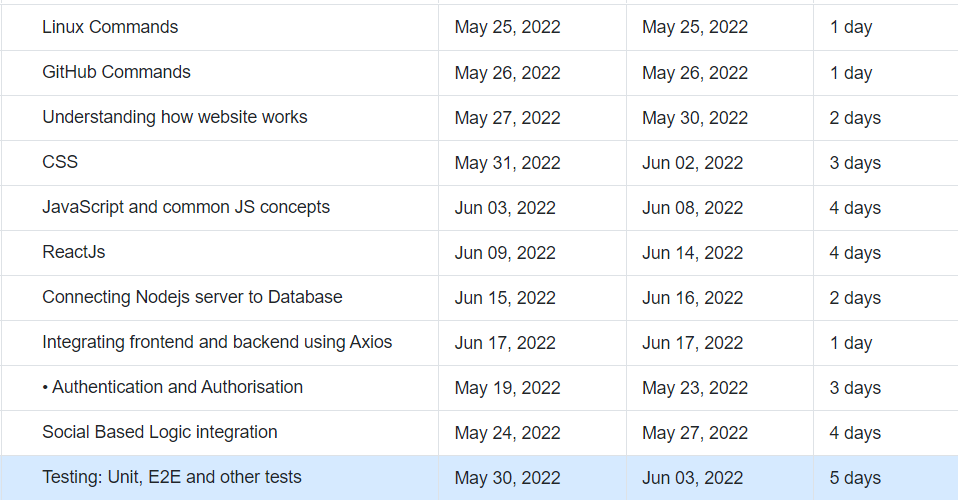 Linux Commands May 25, 2022 May 25, 2022 1 day
GitHub Commands May 26, 2022 May 26, 2022 1 day
Understanding how website works May 27, 2022 May 30, 2022 2 days
CSS May 31, 2022 Jun 02, 2022 3 days
JavaScript and common JS concepts Jun 03, 2022 Jun 08, 2022 4 days
ReactJs Jun 09, 2022 Jun 14, 2022 4 days
Connecting Nodejs server to Database Jun 15, 2022 Jun 16, 2022 2 days
Integrating frontend and backend using Axios Jun 17, 2022 Jun 17, 2022 1 day
• Authentication and Authorisation May 19, 2022 May 23, 2022 3 days
Social Based Logic integration May 24, 2022 May 27, 2022 4 days
Testing: Unit, E2E and other tests May 30, 2022 Jun 03, 2022 5 days